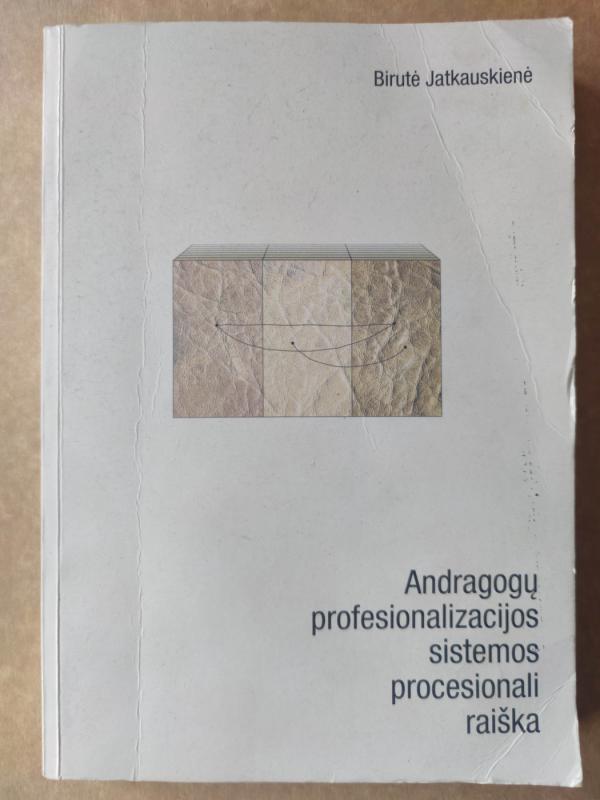 Birutė Jatkauskienė
Andragogų
profesionalizacijos
sistemos
procesionali
raiška